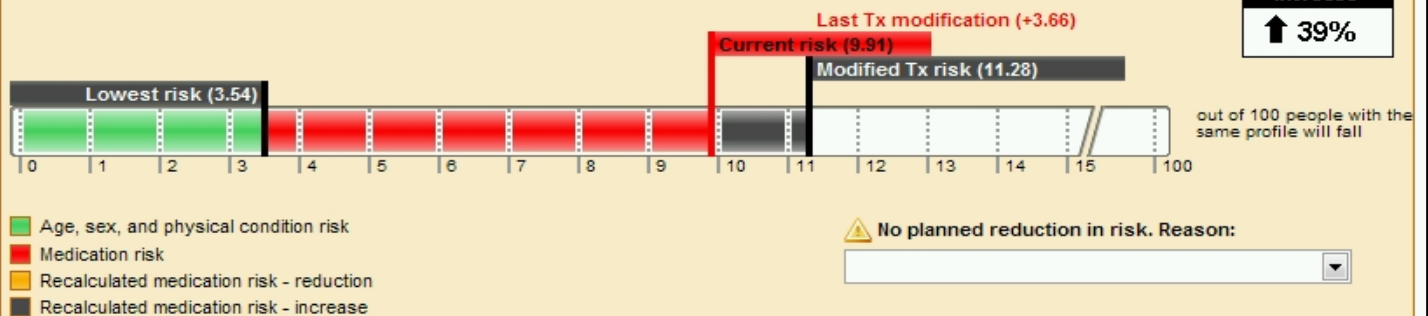 39%
Last Tx modification (+3.66)
Current risk (9.91)
Modified Tx risk (11.28)
Lowest risk (3.54)
out of 100 people with the
same profile will fall
0 1 2 3 4 5 6 7 8 9 10 11 12 13 14 15 100
Age, sex, and physical condition risk
Medication risk
Recalculated medication risk - reduction
Recalculated medication risk - increase
No planned reduction in risk. Reason: